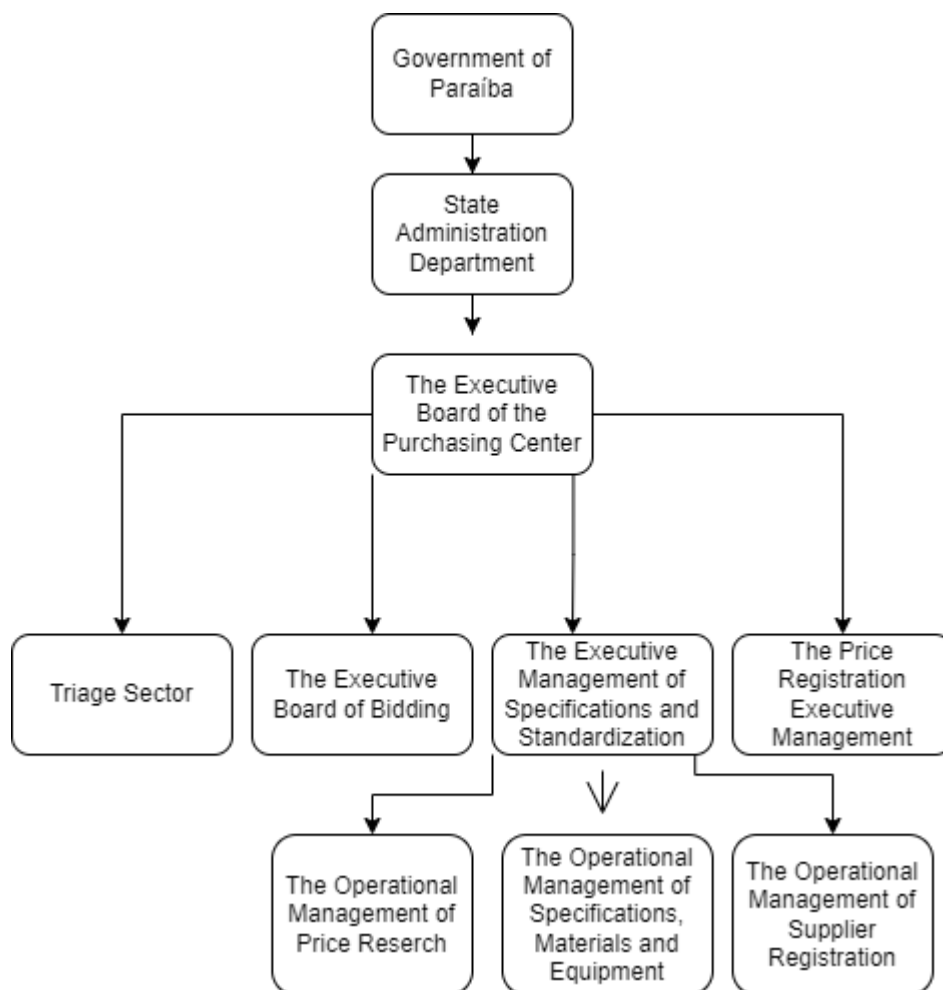 Government of
Paraíba
State
Administration
Department
The Executive
Board of the
Purchasing Center
Triage Sector
The Executive
Board of Bidding
The Executive
Management of
Specifications and
Standardization
The Price
Registration
Executive
Management
The Operational
Management of
Price Reserch
The Operational
Management of
Specifications,
Materials and
Equipment
The Operational
Management of
Supplier
Registration